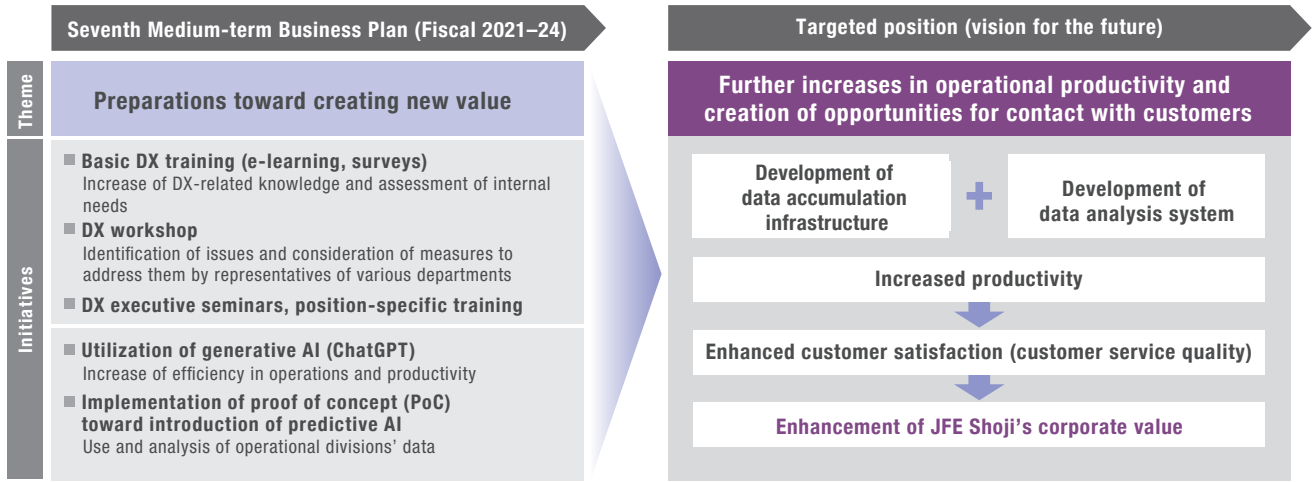 Seventh Medium-term Business Plan (Fiscal 2021–24)
Targeted position (vision for the future)
Theme
Preparations toward creating new value
Further increases in operational productivity and
creation of opportunities for contact with customers
Initiatives
Basic DX training (e-learning, surveys)
Increase of DX-related knowledge and assessment of internal
needs
DX workshop
Identification of issues and consideration of measures to
address them by representatives of various departments
DX executive seminars, position-specific training
Utilization of generative AI (ChatGPT)
Increase of efficiency in operations and productivity
Implementation of proof of concept (PoC)
toward introduction of predictive AI
Use and analysis of operational divisions' data
Development of
data accumulation
infrastructure
+
Development of
data analysis system
Increased productivity
Enhanced customer satisfaction (customer service quality)
Enhancement of JFE Shoji's corporate value